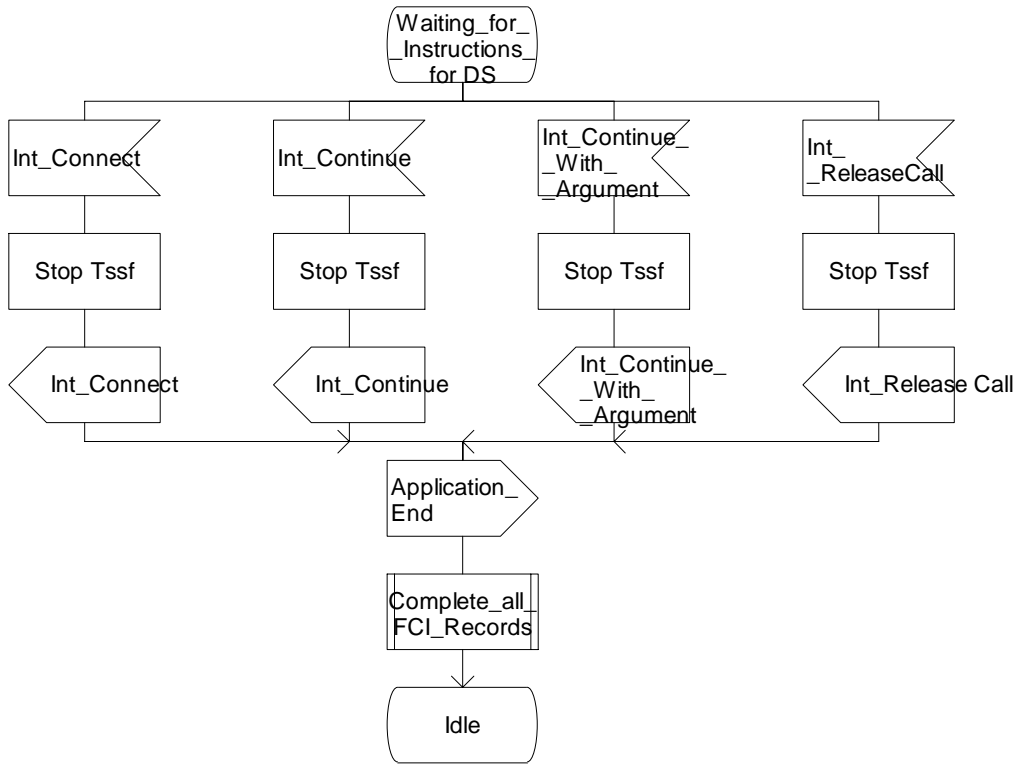 Waiting_for_
_Instructions_
for DS
Int_Connect
Int_Continue
Int_Continue_
_With_
_Argument
Int_
_ReleaseCall
Stop Tssf
Stop Tssf
Stop Tssf
Stop Tssf
Int_Connect
Int_Continue
Int_Continue_
_With_
_Argument
Int_Release Call
Application_
End
Complete_all_
FCI_Records
Idle